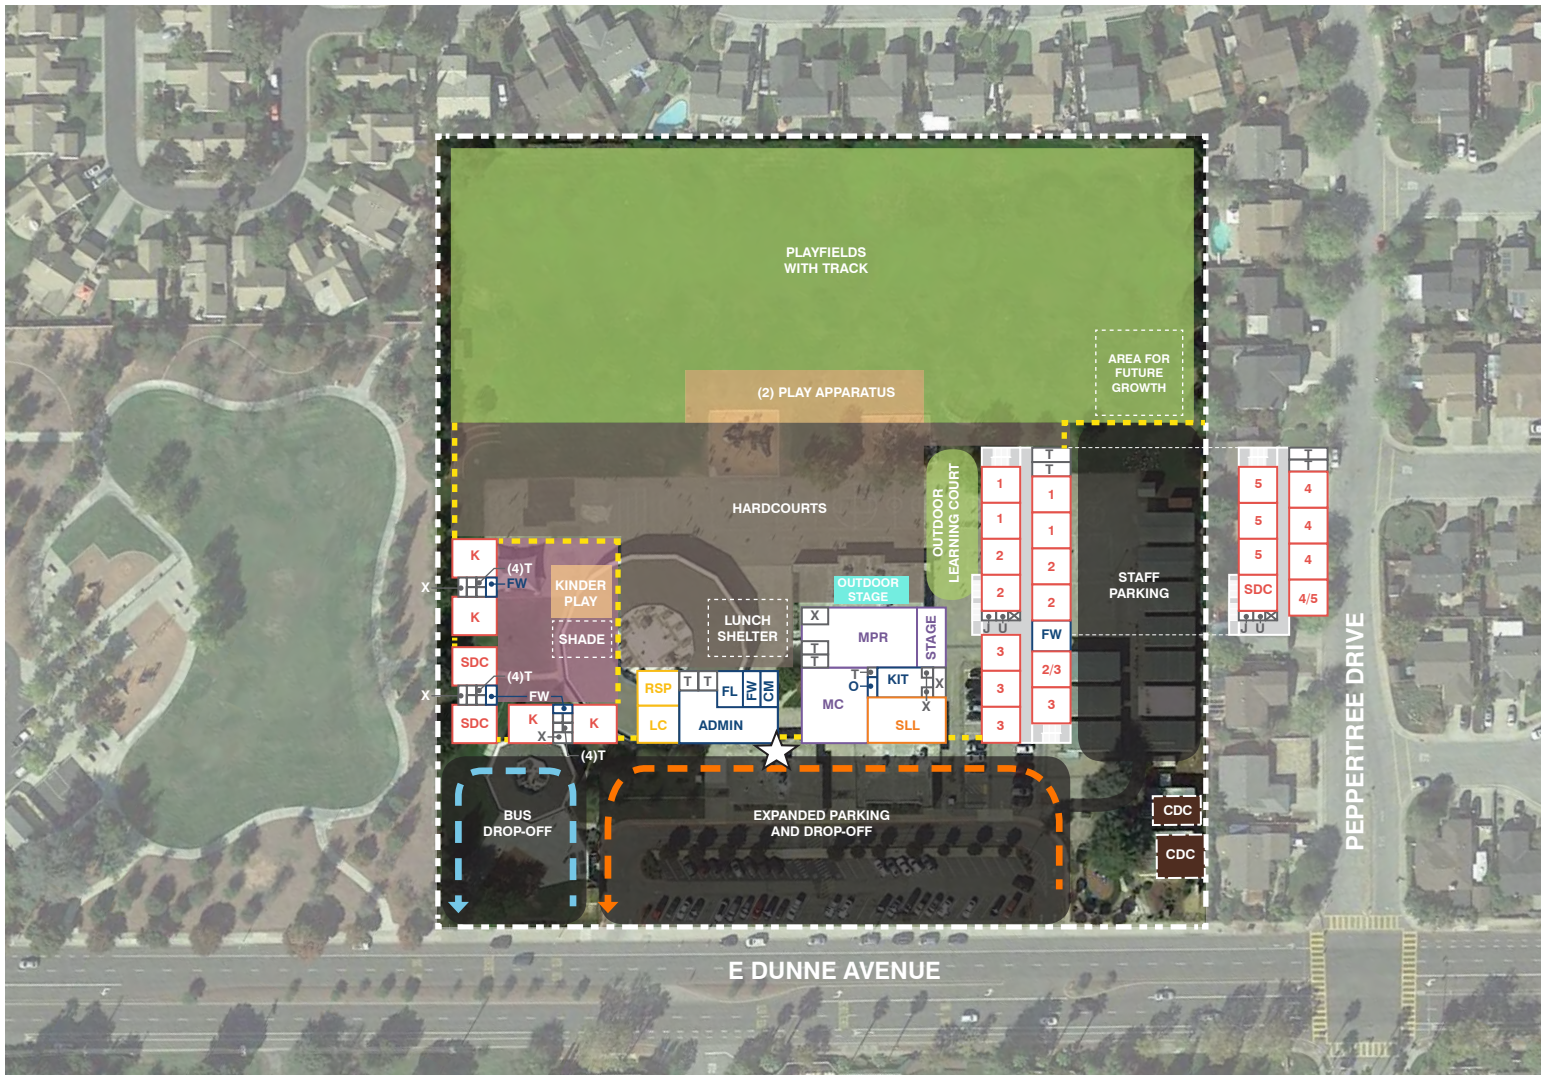 PLAYFIELDS
WITH TRACK
AREA FOR
FUTURE
GROWTH
(2) PLAY APPARATUS
HARDCOURTS
OUTDOOR
LEARNING COURT
STAFF
PARKING
OUTDOOR
STAGE
KINDER
PLAY
SHADE
LUNCH
SHELTER
K
(4)T
X
FW
K
SDC
(4)T
X
FW
SDC
K
X
K
(4)T
RSP
LC
T
T
FL
FW
CM
ADMIN
X
T
T
MPR
STAGE
MC
T
O
KIT
X
X
SLL
1
1
2
2
J
U
3
3
3
T
T
1
1
2
2
FW
2/3
3
5
5
5
SDC
J
U
T
T
4
4
4
4/5
BUS
DROP-OFF
EXPANDED PARKING
AND DROP-OFF
CDC
CDC
PEPPERTREE DRIVE
E DUNNE AVENUE